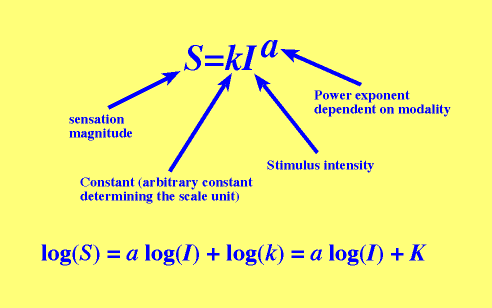 S=kI^a
Power exponent
dependent on modality
sensation
magnitude
Stimulus intensity
Constant (arbitrary constant
determining the scale unit)
log(S) = a log(I) + log(k) = a log(I) + K